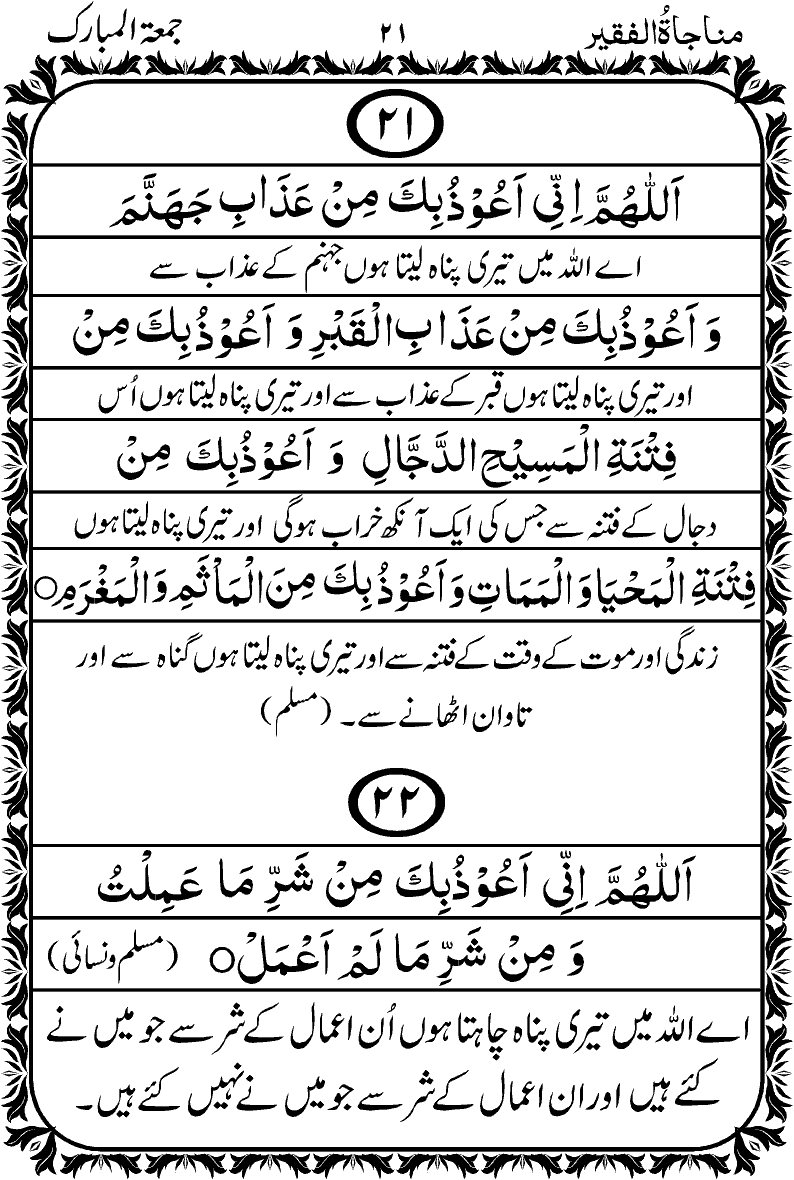 مناجاۃُالفقیر ۲۱ جمعۃ المبارک
۲۱
اَللّٰهُمَّ اِنِّیْ اَعُوْذُبِكَ مِنْ عَذَابِ جَهَنَّمَ
اے اللہ میں تیری پناہ لیتا ہوں جہنم کے عذاب سے
وَ اَعُوْذُبِكَ مِنْ عَذَابِ الْقَبْرِ وَ اَعُوْذُبِكَ مِنْ
اور تیری پناہ لیتا ہوں قبر کے عذاب سے اور تیری پناہ لیتا ہوں اُس
فِتْنَةِ الْمَسِیْحِ الدَّجَّالِ وَ اَعُوْذُبِكَ مِنْ
دجال کے فتنہ سے جس کی ایک آنکھ خراب ہوگی اور تیری پناہ لیتا ہوں
فِتْنَةِ الْمَحْیَا وَ الْمَمَاتِ وَ اَعُوْذُبِكَ مِنَ الْمَأْثَمِ وَ الْمَغْرَمِ○
زندگی اور موت کے وقت کے فتنہ سے اور تیری پناہ لیتا ہوں گناہ سے اور
تاوان اٹھانے سے۔ (مسلم)
۲۲
اَللّٰهُمَّ اِنِّیْ اَعُوْذُبِكَ مِنْ شَرِّ مَا عَمِلْتُ
وَ مِنْ شَرِّ مَا لَمْ اَعْمَلْ○ (مسلم و نسائی)
اے اللہ میں تیری پناہ چاہتا ہوں اُن اعمال کے شر سے جو میں نے
کئے ہیں اور ان اعمال کے شر سے جو میں نے نہیں کئے ہیں۔